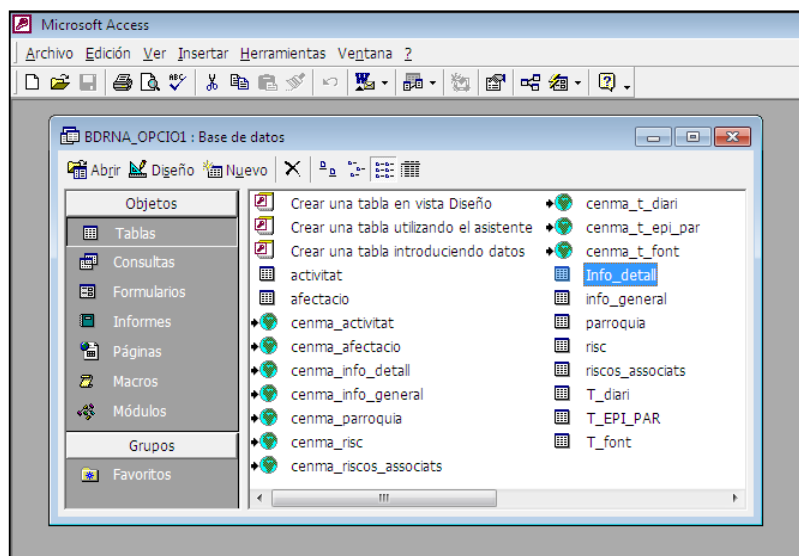 Microsoft Access
Archivo Edición Ver Insertar Herramientas Ventana ?
BDRNA_OPCIO1 : Base de datos
Abrir Diseño Nuevo
Objetos
Tablas
Consultas
Formularios
Informes
Páginas
Macros
Módulos
Grupos
Favoritos
Crear una tabla en vista Diseño
Crear una tabla utilizando el asistente
Crear una tabla introduciendo datos
activitat
afectacio
cenma_activitat
cenma_afectacio
cenma_info_detall
cenma_info_general
cenma_parroquia
cenma_risc
cenma_riscos_associats
cenma_t_diari
cenma_t_epi_par
cenma_t_font
Info_detall
info_general
parroquia
risc
riscos_associats
T_diari
T_EPI_PAR
T_font